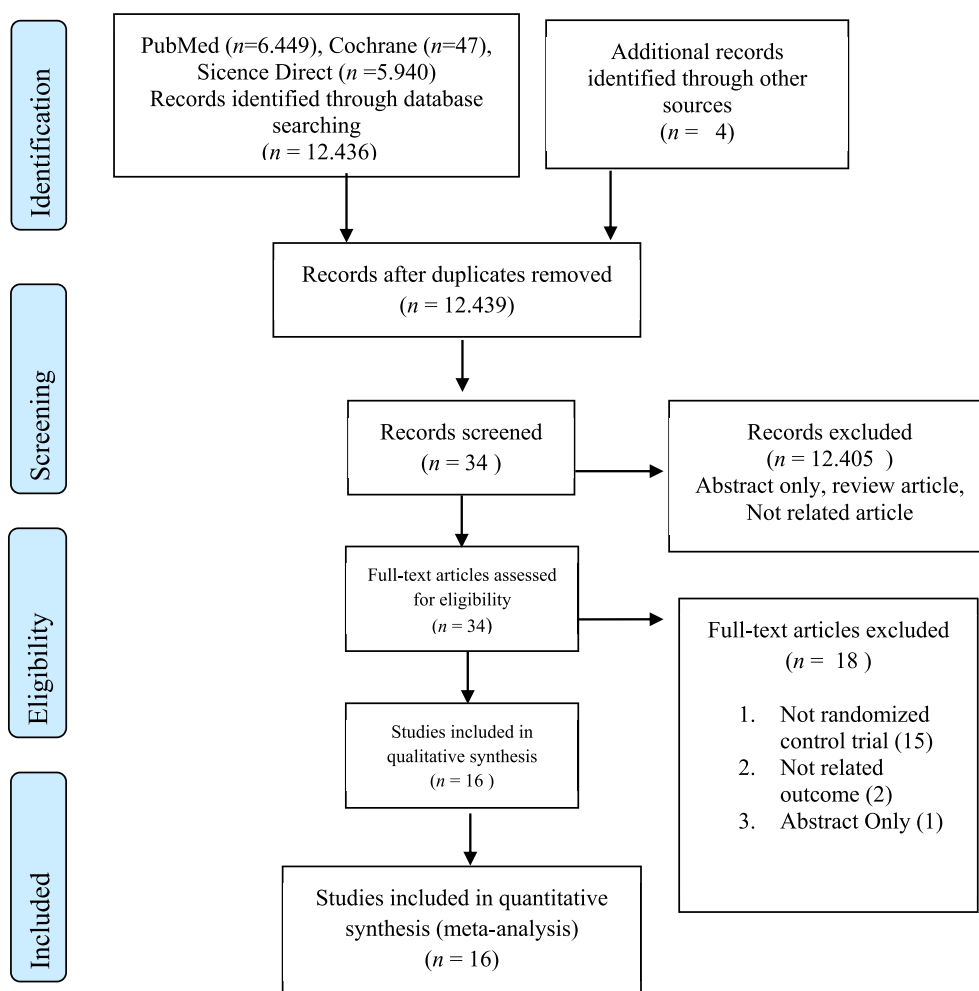 Identification
PubMed (n=6.449), Cochrane (n=47),
Sicence Direct (n =5.940)
Records identified through database
searching
(n = 12.436)
Additional records
identified through other
sources
(n = 4)
Records after duplicates removed
(n = 12.439)
Screening
Records screened
(n = 34 )
Records excluded
(n = 12.405 )
Abstract only, review article,
Not related article
Eligibility
Full-text articles assessed
for eligibility
(n = 34)
Full-text articles excluded
(n = 18 )
1. Not randomized
control trial (15)
2. Not related
outcome (2)
3. Abstract Only (1)
Studies included in
qualitative synthesis
(n = 16 )
Included
Studies included in quantitative
synthesis (meta-analysis)
(n = 16)